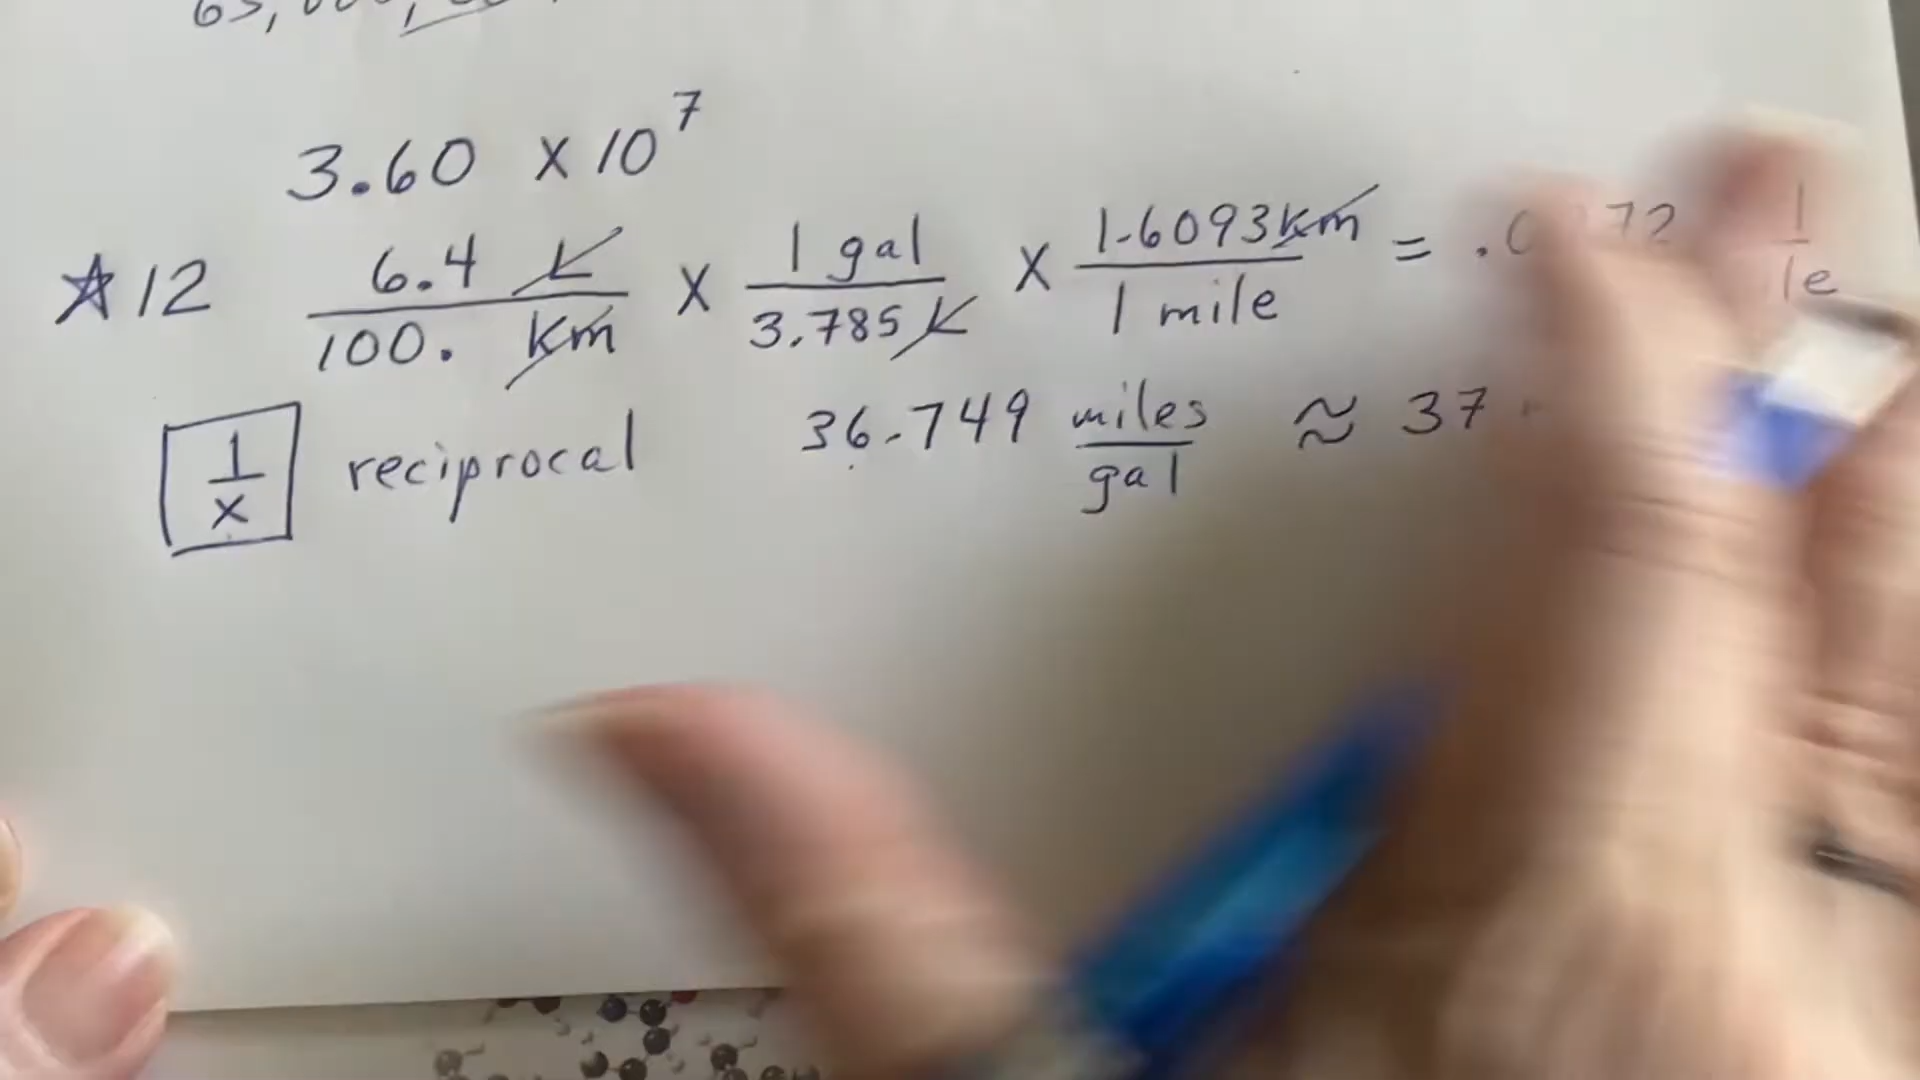 3.60 x 10^7
☆12 6.4 L / 100. km x 1 gal / 3.785 L x 1.6093 km / 1 mile =
1/x reciprocal 36.749 miles / gal ≈ 37